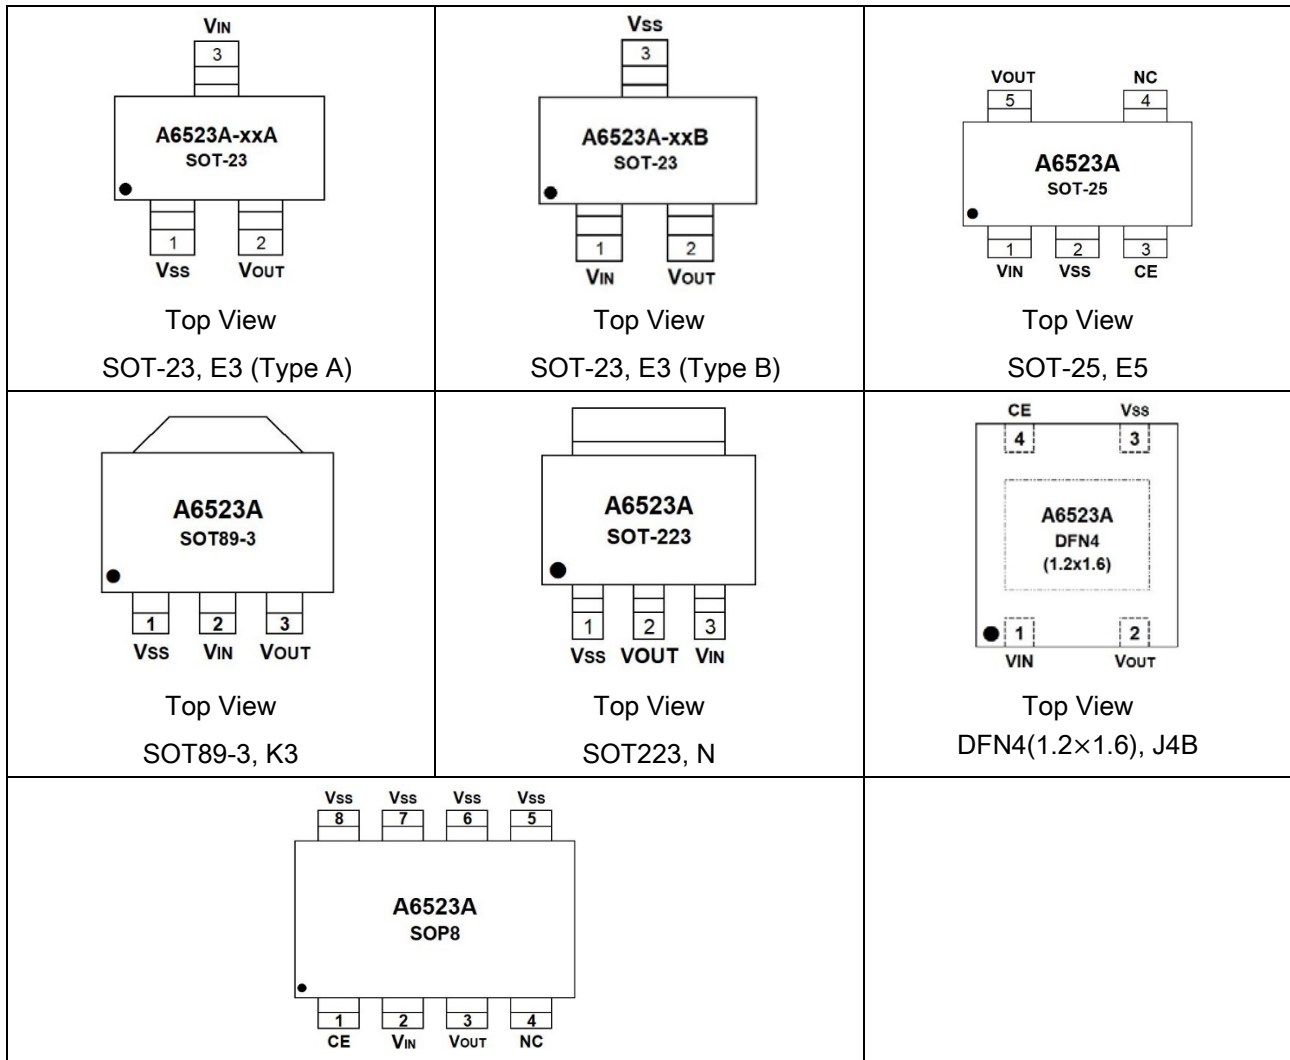 VIN
3
A6523A-xxA
SOT-23
1
2
VSS
VOUT
Top View
SOT-23, E3 (Type A)
VSS
3
A6523A-xxB
SOT-23
1
2
VIN
VOUT
Top View
SOT-23, E3 (Type B)
VOUT
NC
5
4
A6523A
SOT-25
1
2
3
VIN
VSS
CE
Top View
SOT-25, E5
A6523A
SOT89-3
1
2
3
VSS
VIN
VOUT
Top View
SOT89-3, K3
A6523A
SOT-223
1
2
3
VSS
VOUT
VIN
Top View
SOT223, N
CE
VSS
4
3
A6523A
DFN4
(1.2x1.6)
1
2
VIN
VOUT
Top View
DFN4(1.2×1.6), J4B
VSS
VSS
VSS
VSS
8
7
6
5
A6523A
SOP8
1
2
3
4
CE
VIN
VOUT
NC